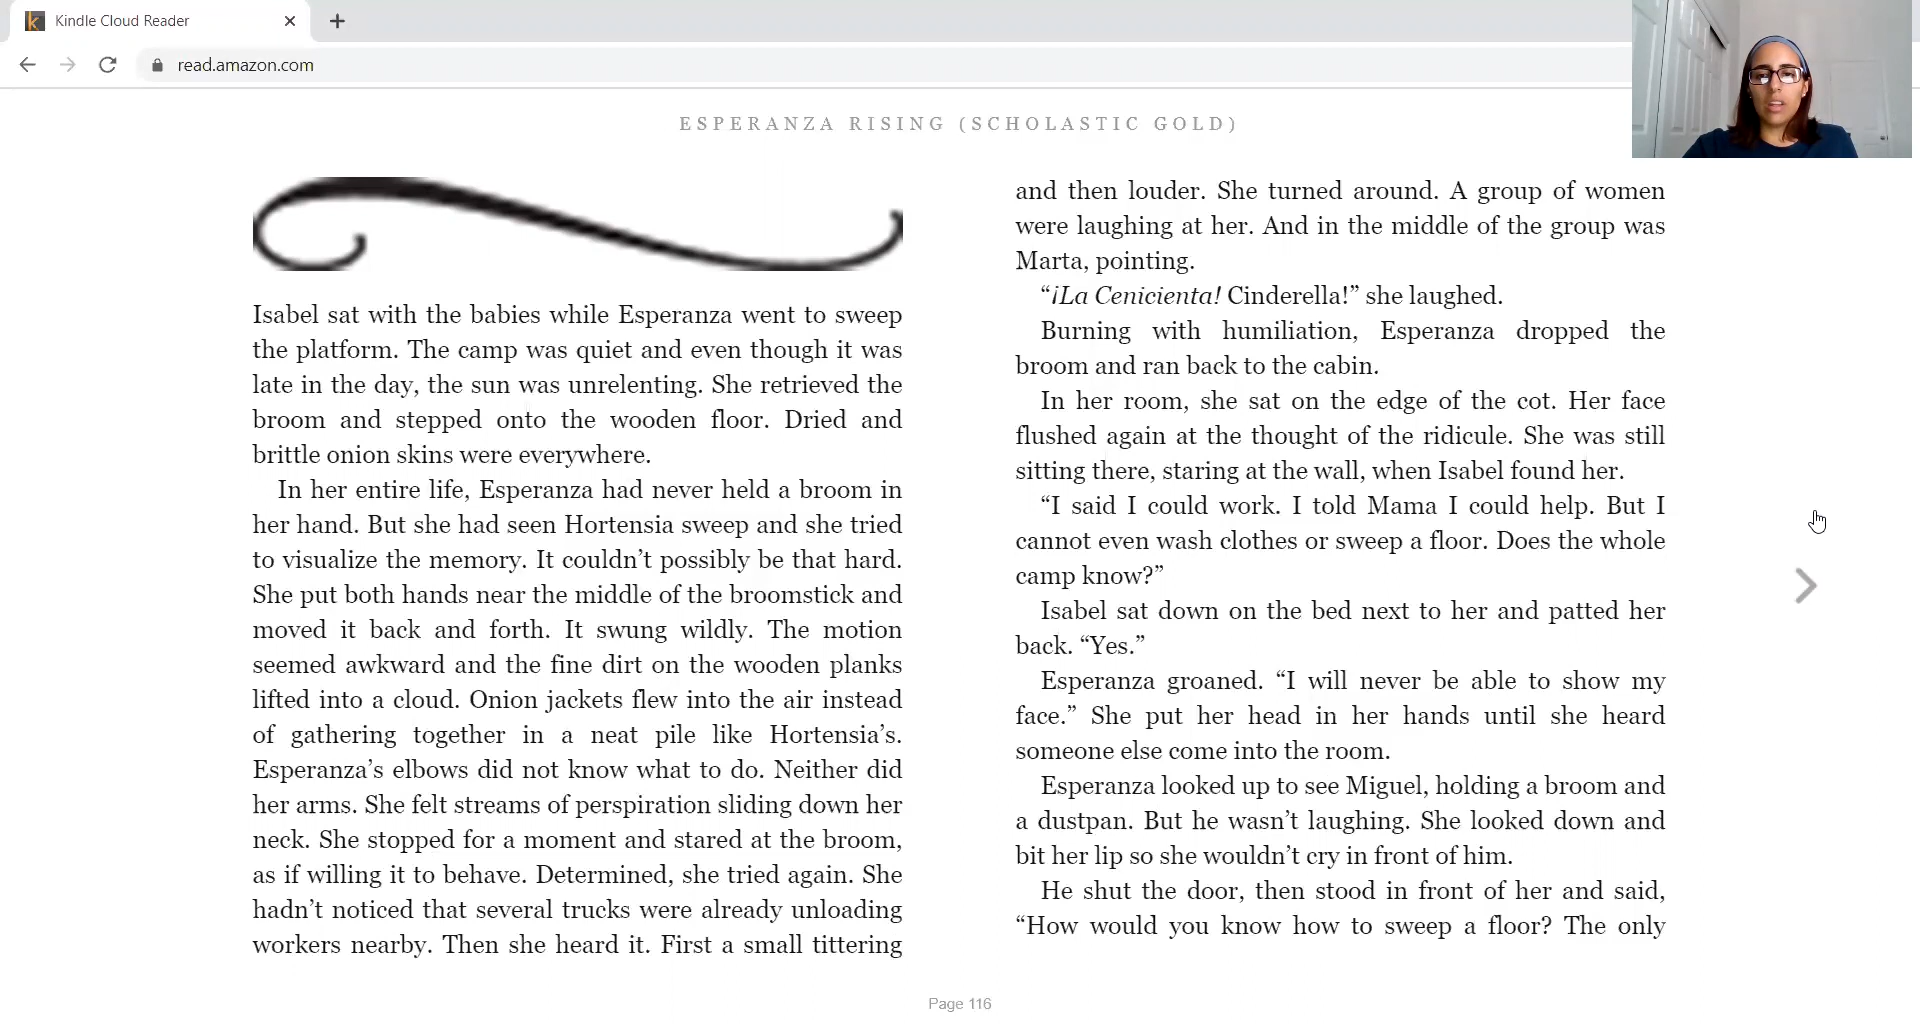 Kindle Cloud Reader
read.amazon.com
ESPERANZA RISING (SCHOLASTIC GOLD)
Isabel sat with the babies while Esperanza went to sweep
the platform. The camp was quiet and even though it was
late in the day, the sun was unrelenting. She retrieved the
broom and stepped onto the wooden floor. Dried and
brittle onion skins were everywhere.
In her entire life, Esperanza had never held a broom in
her hand. But she had seen Hortensia sweep and she tried
to visualize the memory. It couldn’t possibly be that hard.
She put both hands near the middle of the broomstick and
moved it back and forth. It swung wildly. The motion
seemed awkward and the fine dirt on the wooden planks
lifted into a cloud. Onion jackets flew into the air instead
of gathering together in a neat pile like Hortensia’s.
Esperanza’s elbows did not know what to do. Neither did
her arms. She felt streams of perspiration sliding down her
neck. She stopped for a moment and stared at the broom,
as if willing it to behave. Determined, she tried again. She
hadn’t noticed that several trucks were already unloading
workers nearby. Then she heard it. First a small tittering
and then louder. She turned around. A group of women
were laughing at her. And in the middle of the group was
Marta, pointing.
“¡La Cenicienta! Cinderella!” she laughed.
Burning with humiliation, Esperanza dropped the
broom and ran back to the cabin.
In her room, she sat on the edge of the cot. Her face
flushed again at the thought of the ridicule. She was still
sitting there, staring at the wall, when Isabel found her.
“I said I could work. I told Mama I could help. But I
cannot even wash clothes or sweep a floor. Does the whole
camp know?”
Isabel sat down on the bed next to her and patted her
back. “Yes.”
Esperanza groaned. “I will never be able to show my
face.” She put her head in her hands until she heard
someone else come into the room.
Esperanza looked up to see Miguel, holding a broom and
a dustpan. But he wasn’t laughing. She looked down and
bit her lip so she wouldn’t cry in front of him.
He shut the door, then stood in front of her and said,
“How would you know how to sweep a floor? The only
Page 116